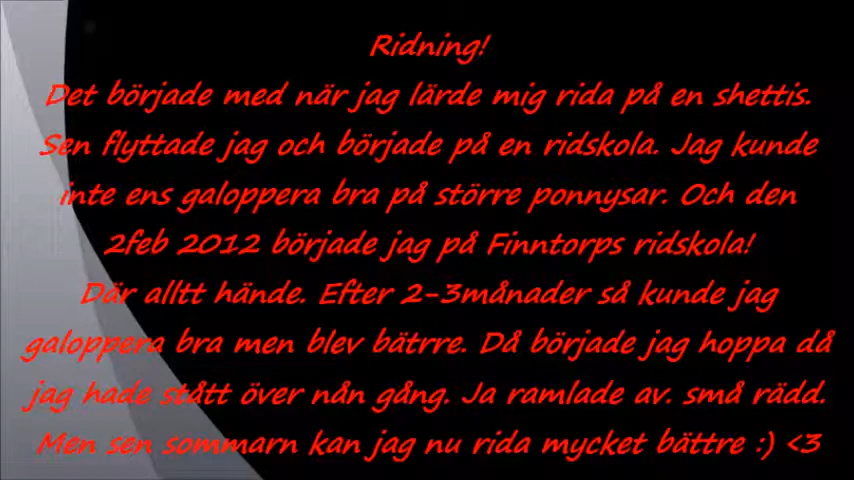 Ridning!
Det började med när jag lärde mig rida på en shettis.
Sen flyttade jag och började på en ridskola. Jag kunde
inte ens galoppera bra på större ponnysar. Och den
2feb 2012 började jag på Finntorps ridskola!
Där alltt hände. Efter 2-3månader så kunde jag
galoppera bra men blev bätrre. Då började jag hoppa då
jag hade stått över nån gång. Ja ramlade av. små rädd.
Men sen sommarn kan jag nu rida mycket bättre :) <3